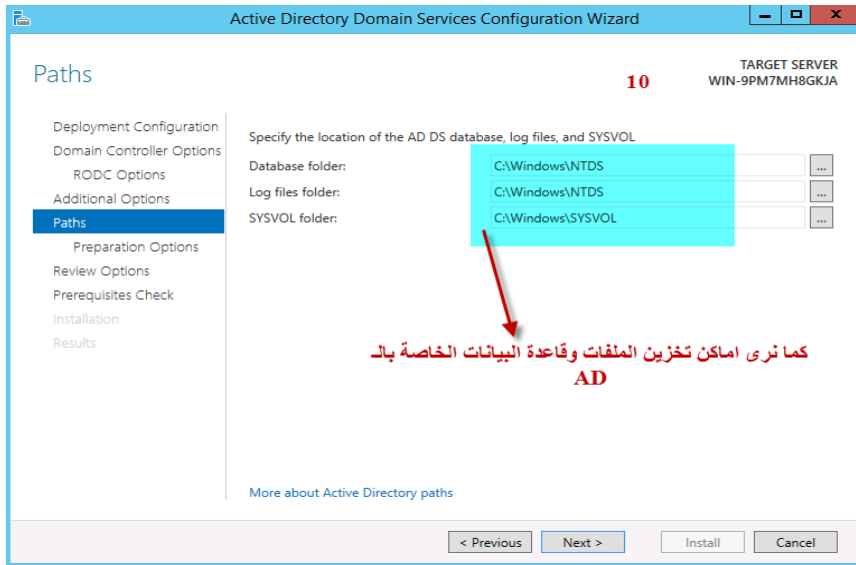 Active Directory Domain Services Configuration Wizard
Paths
10
TARGET SERVER
WIN-9PM7MH8GKJA
Deployment Configuration
Domain Controller Options
RODC Options
Additional Options
Paths
Preparation Options
Review Options
Prerequisites Check
Installation
Results
Specify the location of the AD DS database, log files, and SYSVOL
Database folder: C:\Windows\NTDS ...
Log files folder: C:\Windows\NTDS ...
SYSVOL folder: C:\Windows\SYSVOL ...
كما نرى اماكن تخزين الملفات وقاعدة البيانات الخاصة بالـ
AD
More about Active Directory paths
< Previous Next > Install Cancel